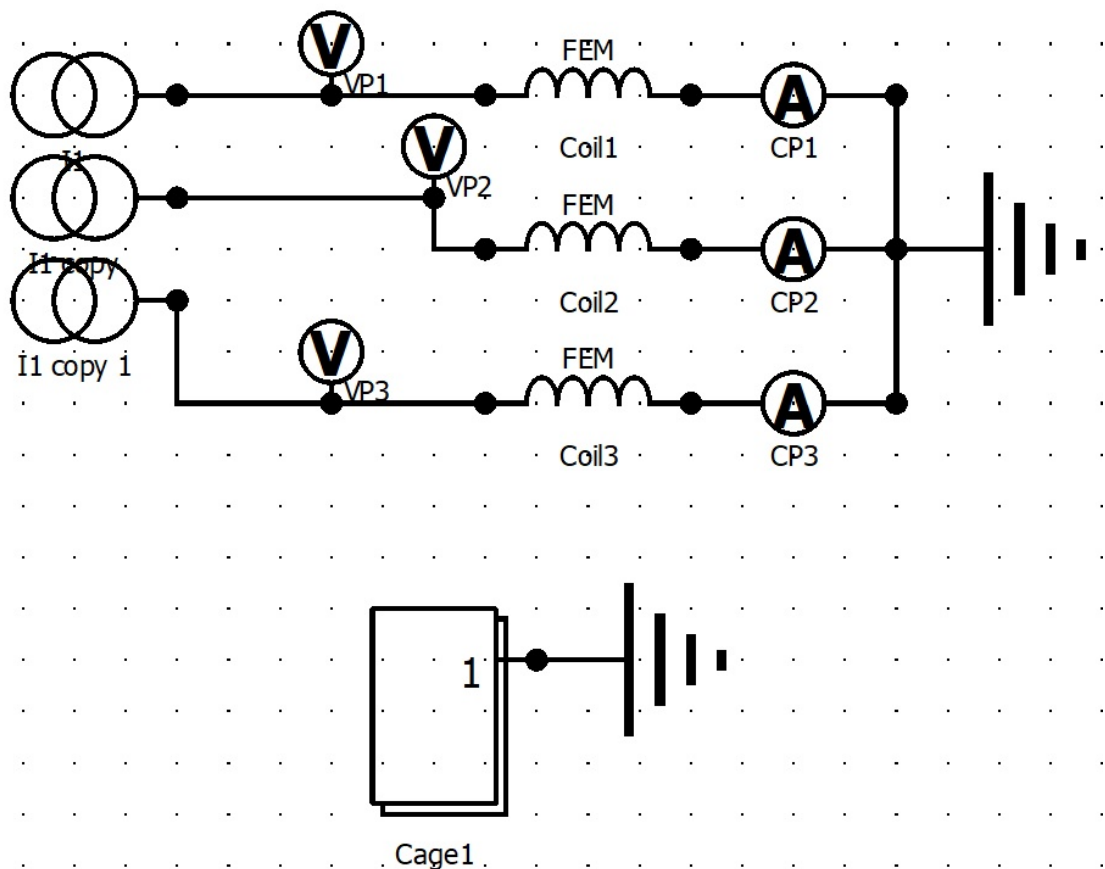 V
FEM
VP1
A
I1
Coil1
CP1
V
VP2
FEM
A
I1 copy
Coil2
CP2
I1 copy 1
V
VP3
FEM
A
Coil3
CP3
1
Cage1